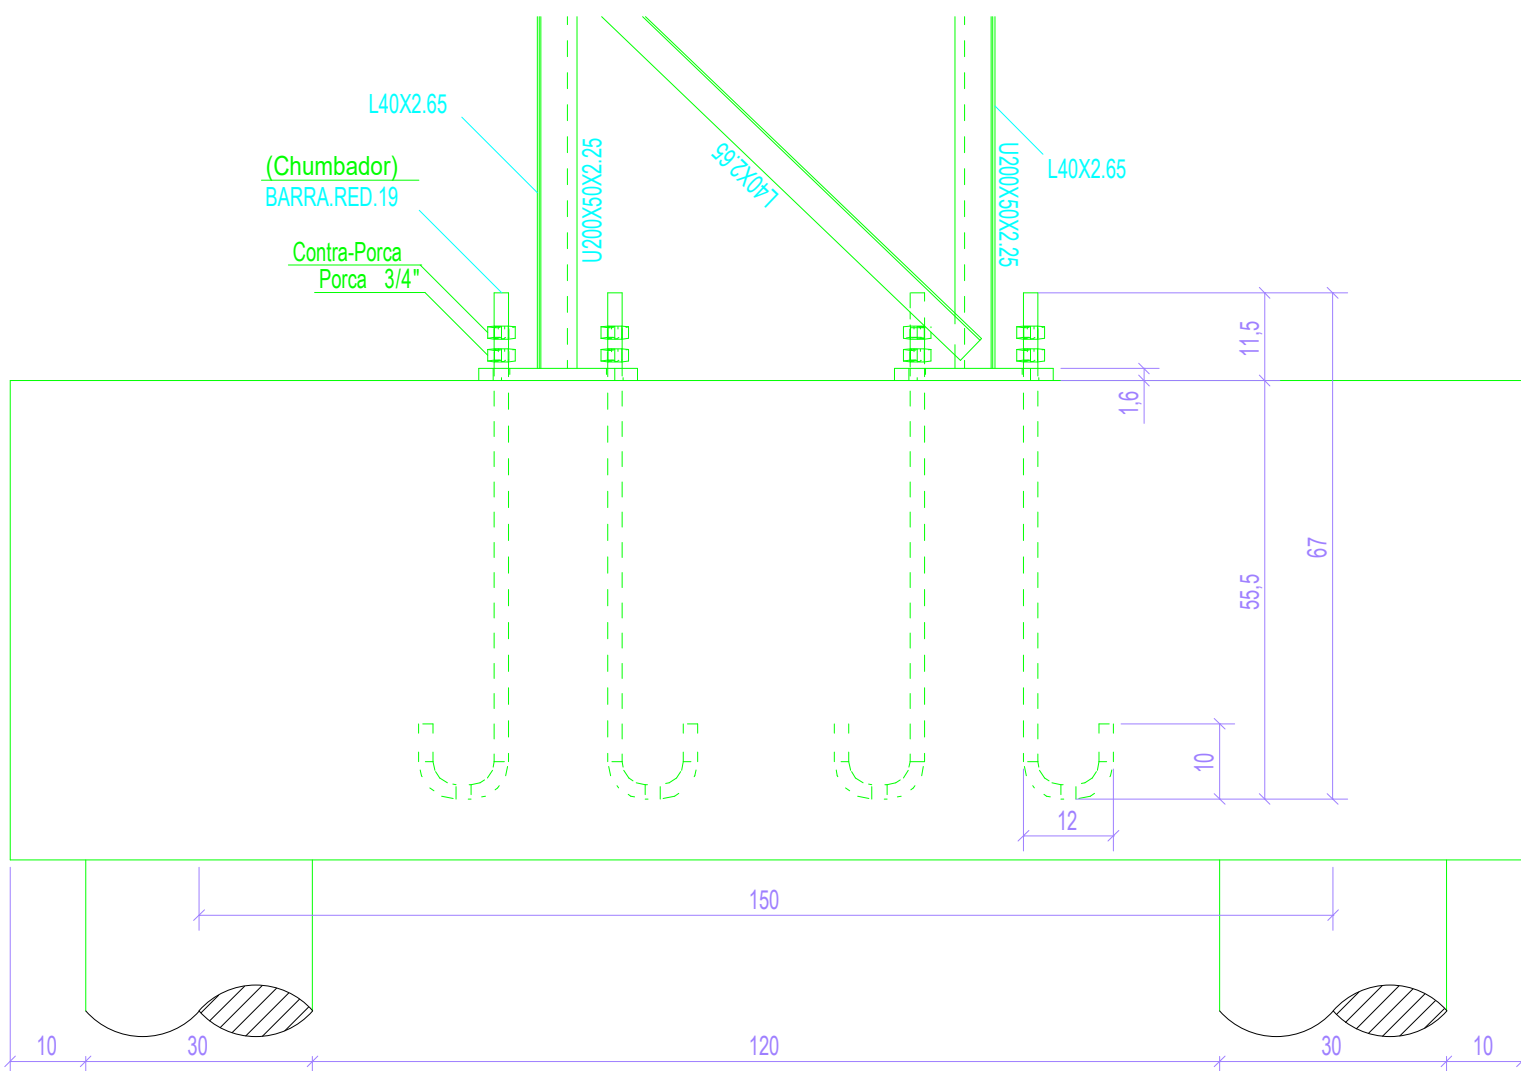 L40X2.65
(Chumbador)
BARRA.RED.19
Contra-Porca
Porca 3/4"
U200X50X2.25
L40X2.65
U200X50X2.25
L40X2.65
11,5
1,6
67
55,5
10
12
150
10
30
120
30
10